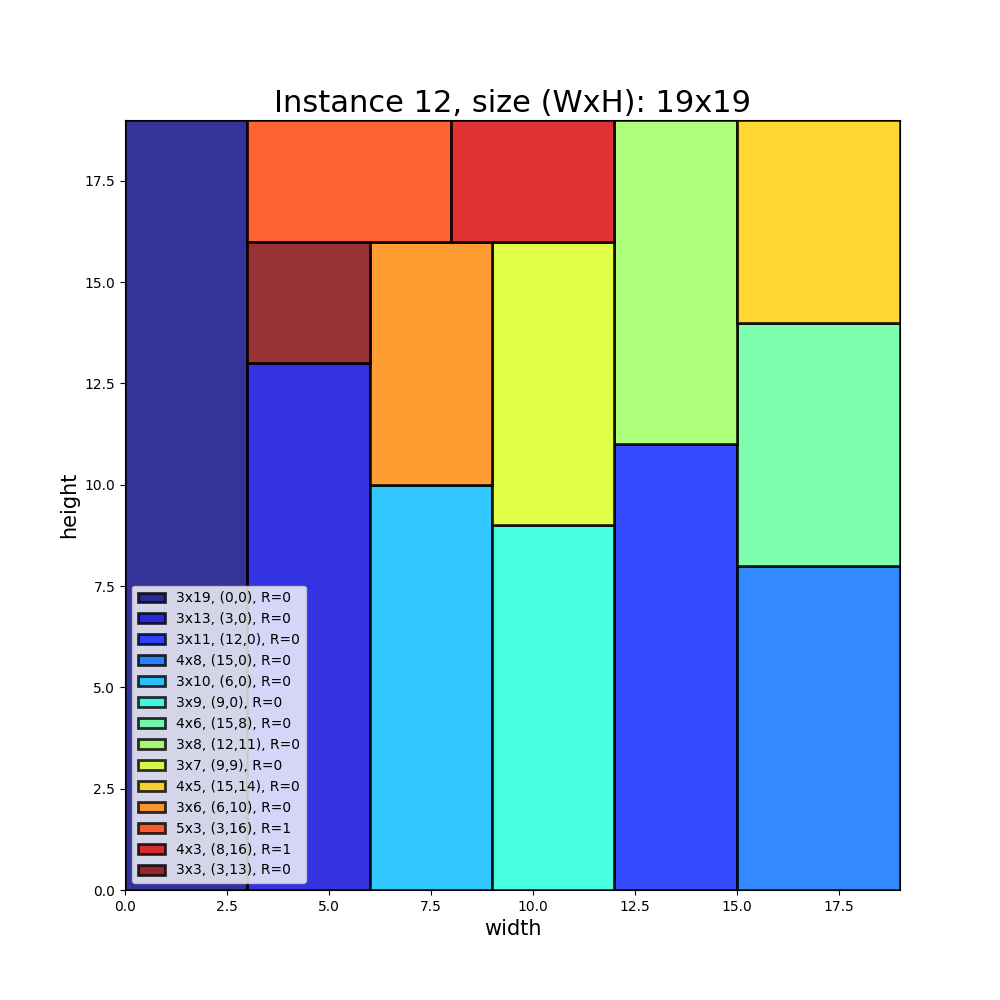 Instance 12, size (WxH): 19x19
17.5
15.0
12.5
10.0
7.5
5.0
2.5
0.0
height
3x19, (0,0), R=0
3x13, (3,0), R=0
3x11, (12,0), R=0
4x8, (15,0), R=0
3x10, (6,0), R=0
3x9, (9,0), R=0
4x6, (15,8), R=0
3x8, (12,11), R=0
3x7, (9,9), R=0
4x5, (15,14), R=0
3x6, (6,10), R=0
5x3, (3,16), R=1
4x3, (8,16), R=1
3x3, (3,13), R=0
0.0 2.5 5.0 7.5 10.0 12.5 15.0 17.5
width